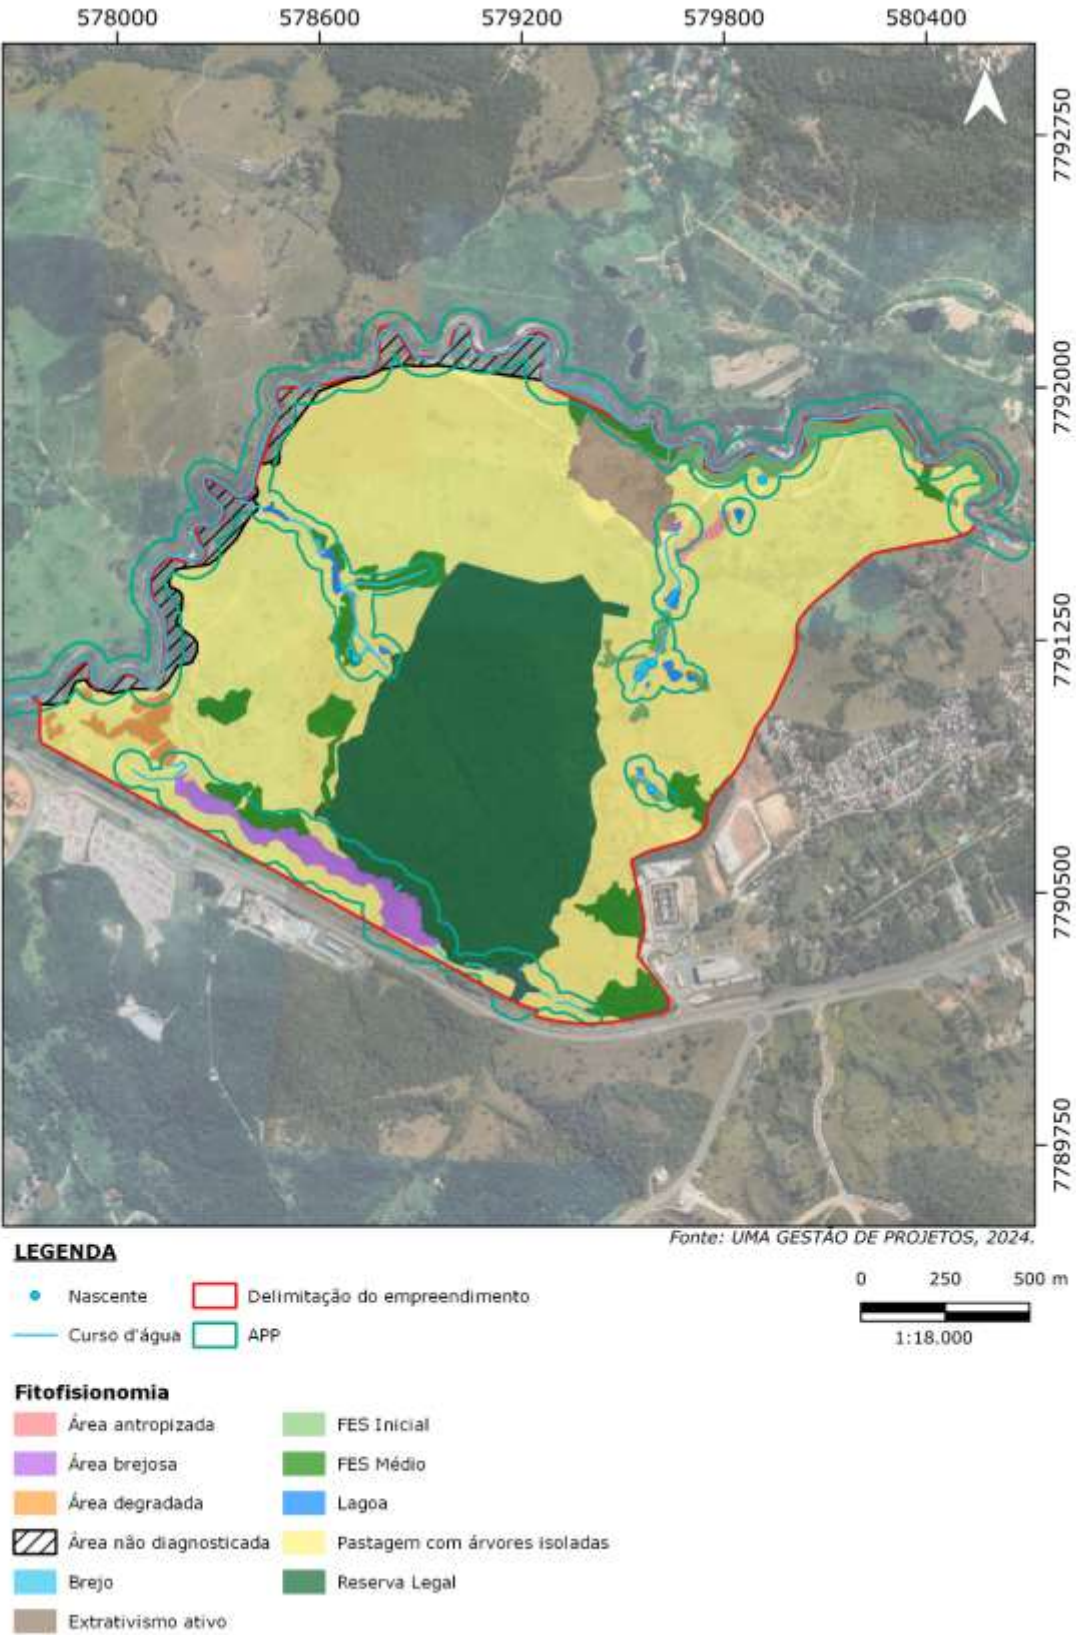 578000 578600 579200 579800 580400
N
7792750
7792000
7791250
7790500
7789750
Fonte: UMA GESTÃO DE PROJETOS, 2024.
LEGENDA
0 250 500 m
1:18.000
Nascente Delimitação do empreendimento
Curso d'água APP
Fitofisionomia
Área antropizada FES Inicial
Área brejosa FES Médio
Área degradada Lagoa
Área não diagnosticada Pastagem com árvores isoladas
Brejo Reserva Legal
Extrativismo ativo